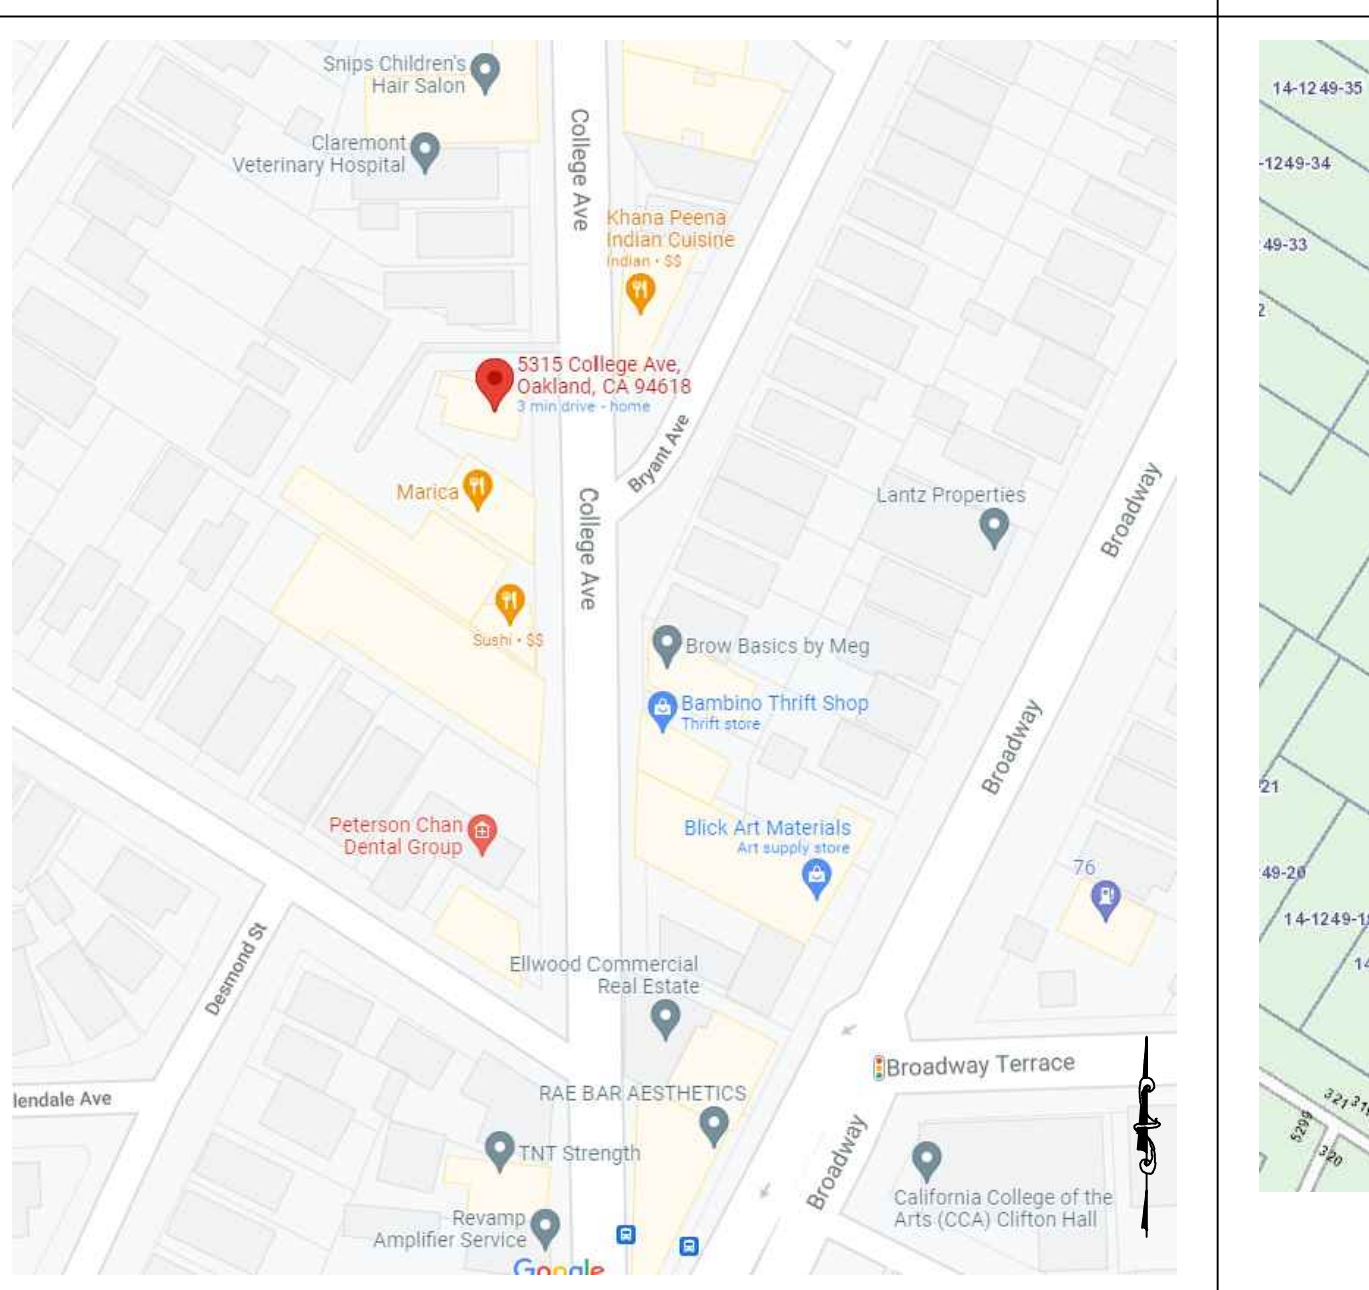 Snips Children's
Hair Salon
Claremont
Veterinary Hospital
College Ave
Khana Peena
Indian Cuisine
Indian • $$
5315 College Ave,
Oakland, CA 94618
3 min drive - home
Bryant Ave
Marica
College Ave
Lantz Properties
Broadway
Sushi • $$
Brow Basics by Meg
Bambino Thrift Shop
Thrift store
Broadway
Peterson Chan
Dental Group
Blick Art Materials
Art supply store
76
Desmond St
Ellwood Commercial
Real Estate
Broadway Terrace
lendale Ave
RAE BAR AESTHETICS
TNT Strength
Broadway
California College of the
Arts (CCA) Clifton Hall
Revamp
Amplifier Service
Google
14-1249-35
-1249-34
49-33
2
21
49-20
14-1249-18
14
321
5299
320